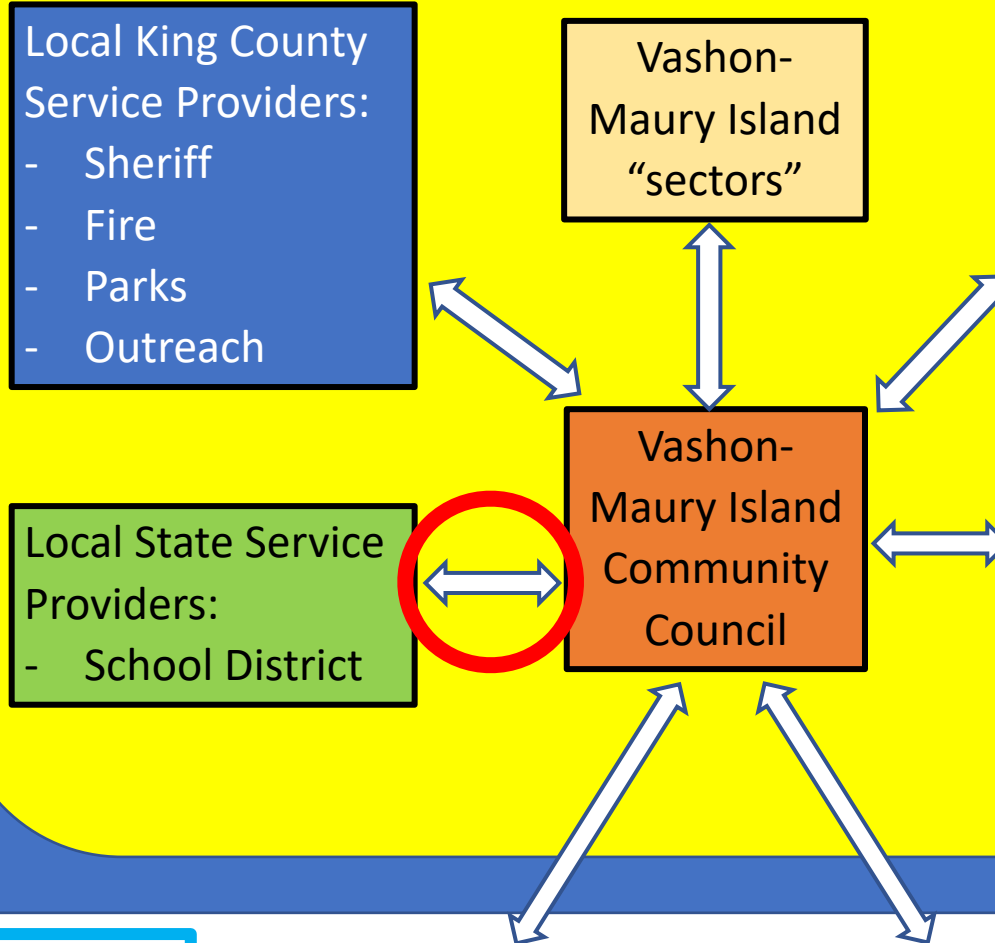 Local King County
Service Providers:
- Sheriff
- Fire
- Parks
- Outreach
Vashon-
Maury Island
“sectors”
Vashon-
Maury Island
Community
Council
Local State Service
Providers:
- School District